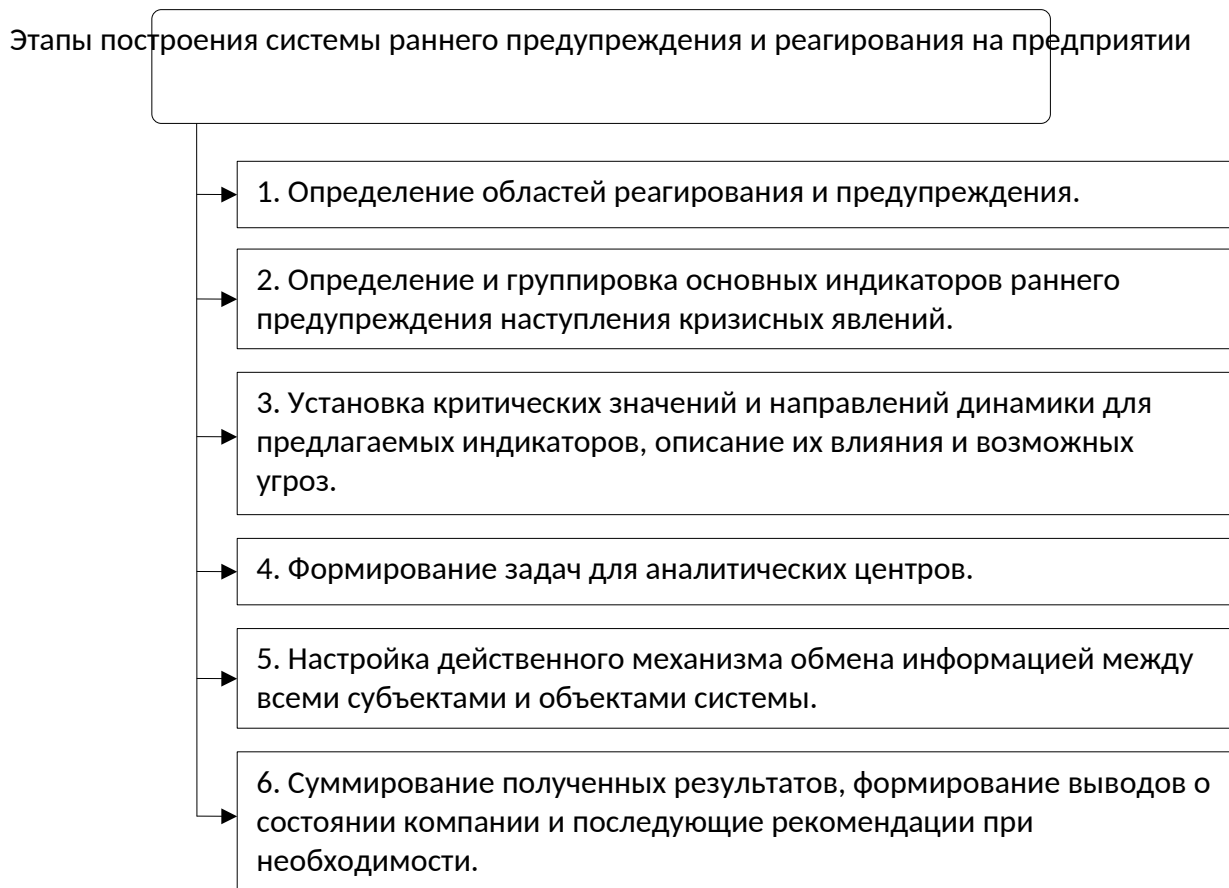 Этапы построения системы раннего предупреждения и реагирования на предприятии
1. Определение областей реагирования и предупреждения.
2. Определение и группировка основных индикаторов раннего
предупреждения наступления кризисных явлений.
3. Установка критических значений и направлений динамики для
предлагаемых индикаторов, описание их влияния и возможных
угроз.
4. Формирование задач для аналитических центров.
5. Настройка действенного механизма обмена информацией между
всеми субъектами и объектами системы.
6. Суммирование полученных результатов, формирование выводов о
состоянии компании и последующие рекомендации при
необходимости.